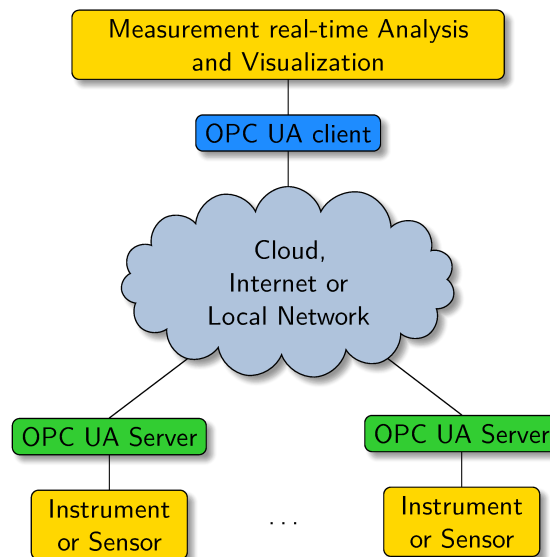 Measurement real-time Analysis
and Visualization
OPC UA client
Cloud,
Internet or
Local Network
OPC UA Server
OPC UA Server
Instrument
or Sensor
...
Instrument
or Sensor